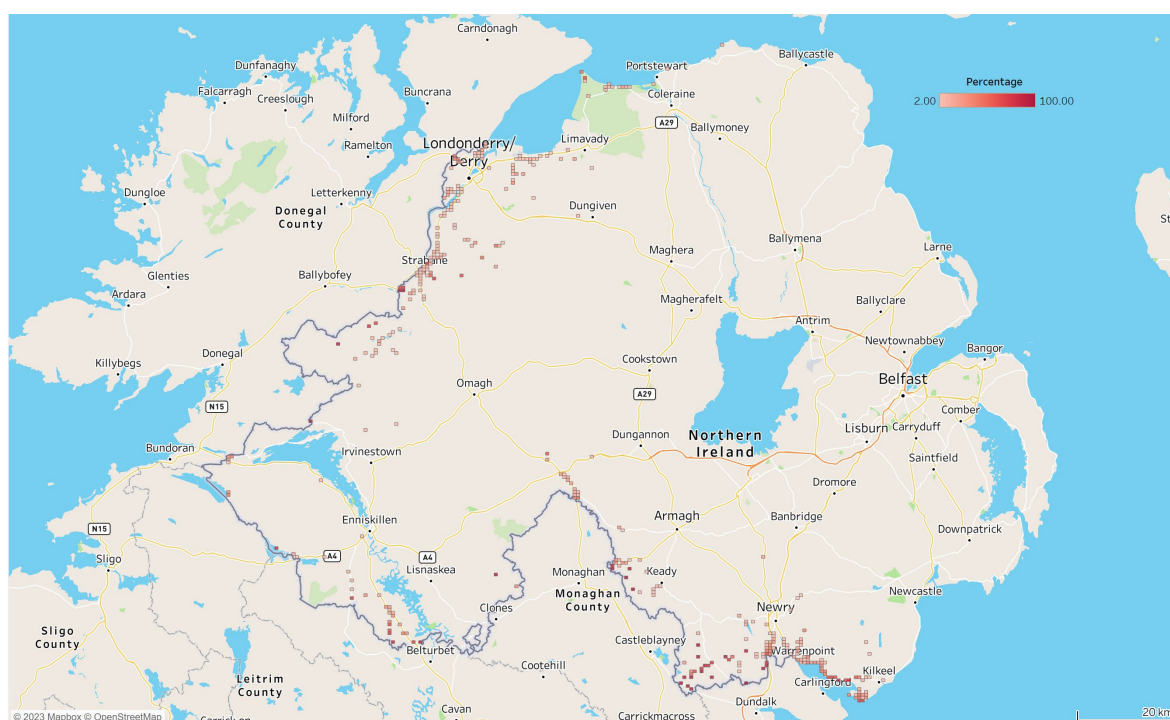 Carndonagh
Dunfanaghy
Falcarragh
Creeslough
Buncrana
Portstewart
Ballycastle
Percentage
2.00
100.00
Milford
Coleraine
A29
Ballymoney
Ramelton
Londonderry/
Derry
Limavady
Dungloe
Letterkenny
Donegal
County
Dungiven
Ballymena
Larne
Maghera
Strabane
Glenties
Ballybofey
Ardara
Magherafelt
Ballyclare
Antrim
Newtownabbey
Killybegs
Donegal
Cookstown
Bangor
Belfast
Omagh
A29
N15
Comber
Lisburn
Carryduff
Dungannon
Northern
Ireland
Bundoran
Irvinestown
Saintfield
Dromore
N15
Enniskillen
Armagh
Banbridge
Downpatrick
Sligo
A4
A4
Lisnaskea
Monaghan
Keady
Monaghan
County
Newcastle
Clones
Newry
Sligo
County
Castleblayney
Belturbet
Warrenpoint
Cootehill
Kilkeel
Leitrim
County
Carlingford
Dundalk
Cavan
Carrickmacross
© 2023 Mapbox © OpenStreetMap
20 km